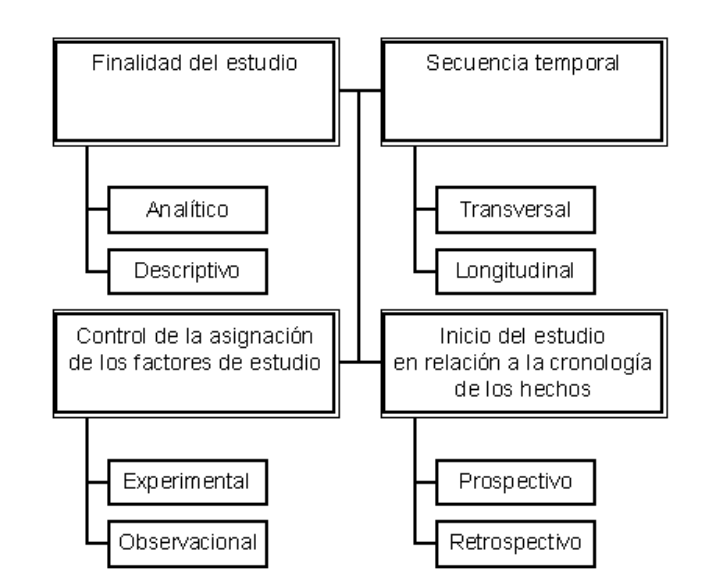 Finalidad del estudio
Secuencia temporal
Analítico
Transversal
Descriptivo
Longitudinal
Control de la asignación
de los factores de estudio
Inicio del estudio
en relación a la cronología
de los hechos
Experimental
Prospectivo
Observacional
Retrospectivo